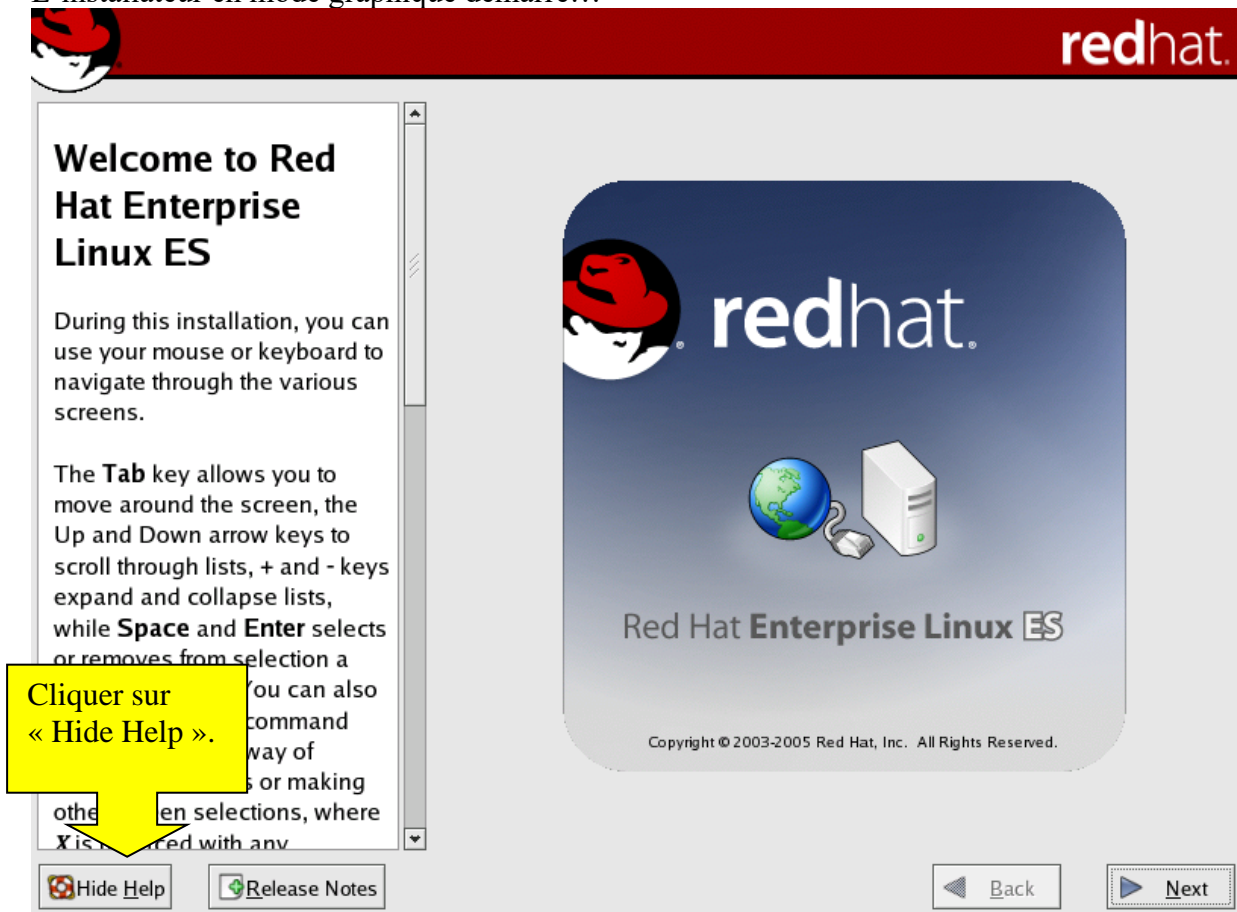 L'installateur en mode graphique démarre…
redhat.
Welcome to Red
Hat Enterprise
Linux ES
During this installation, you can
use your mouse or keyboard to
navigate through the various
screens.
The Tab key allows you to
move around the screen, the
Up and Down arrow keys to
scroll through lists, + and - keys
expand and collapse lists,
while Space and Enter selects
or removes from selection a
You can also
command
way of
or making
selections, where
X is with any
Cliquer sur
« Hide Help ».
redhat.
Red Hat Enterprise Linux ES
Copyright © 2003-2005 Red Hat, Inc. All Rights Reserved.
Hide Help
Release Notes
Back
Next